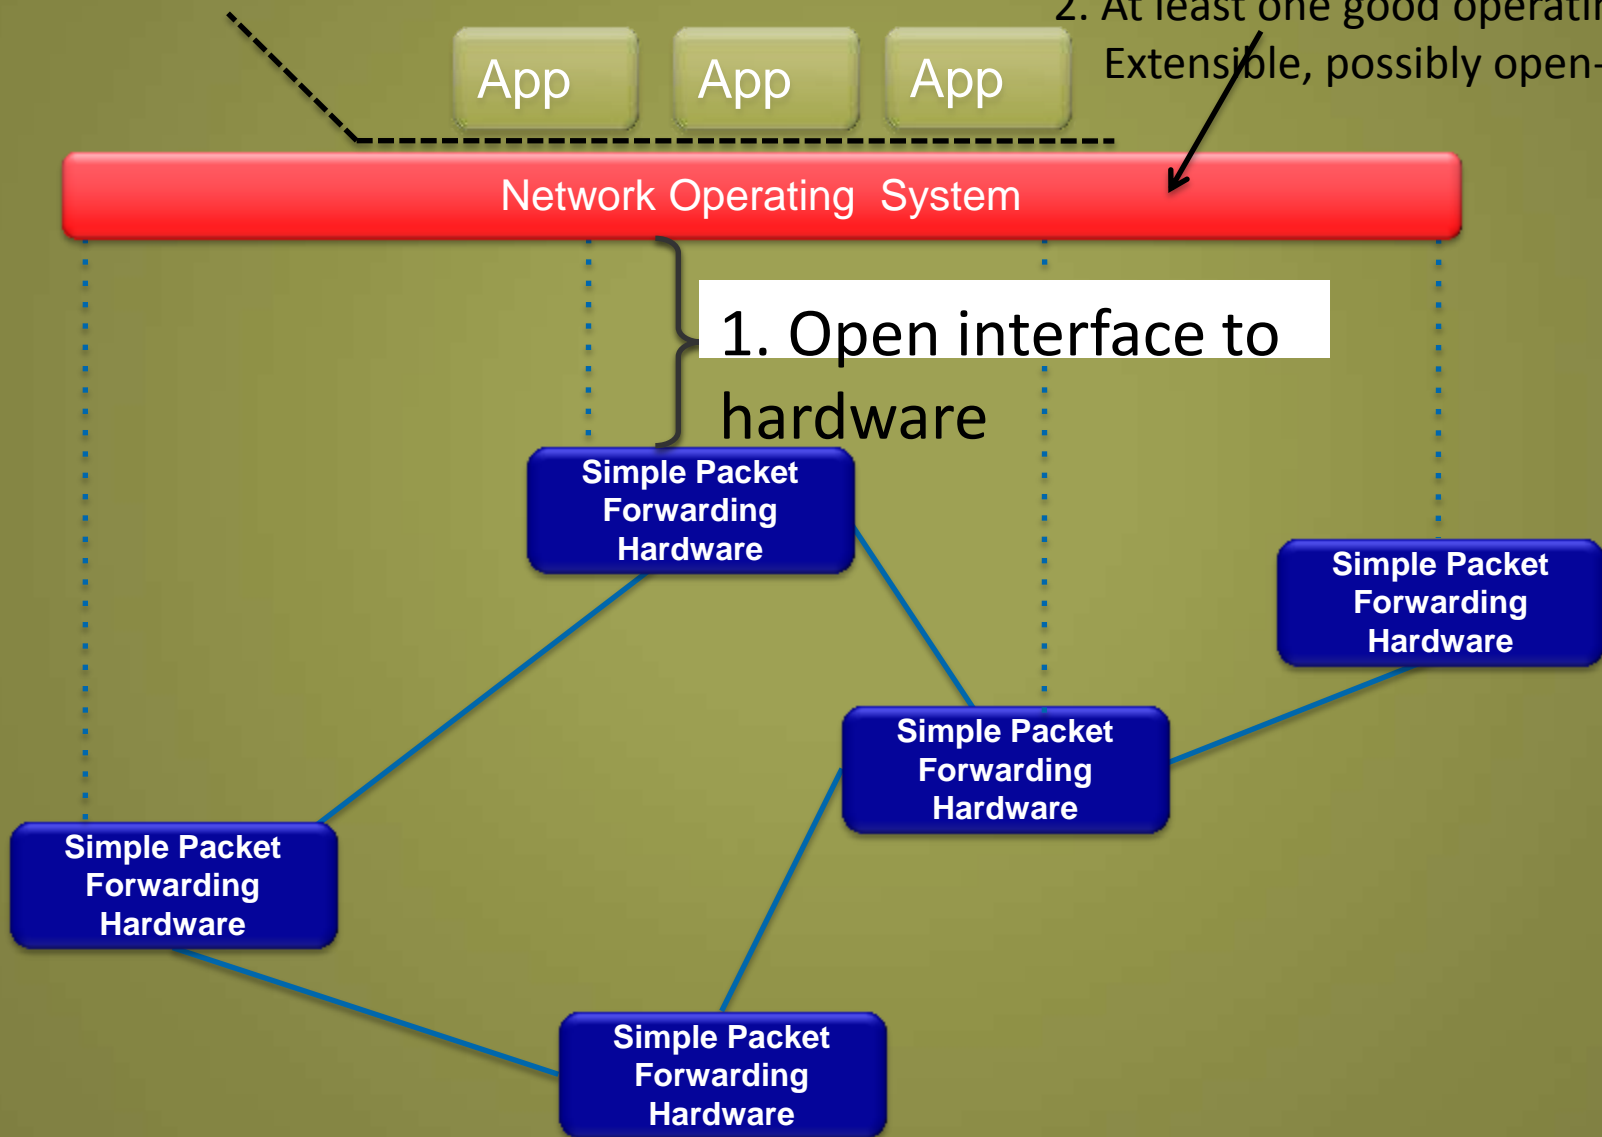 2. At least one good operatin
Extensible, possibly open-
App
App
App
Network Operating System
1. Open interface to
hardware
Simple Packet
Forwarding
Hardware
Simple Packet
Forwarding
Hardware
Simple Packet
Forwarding
Hardware
Simple Packet
Forwarding
Hardware
Simple Packet
Forwarding
Hardware